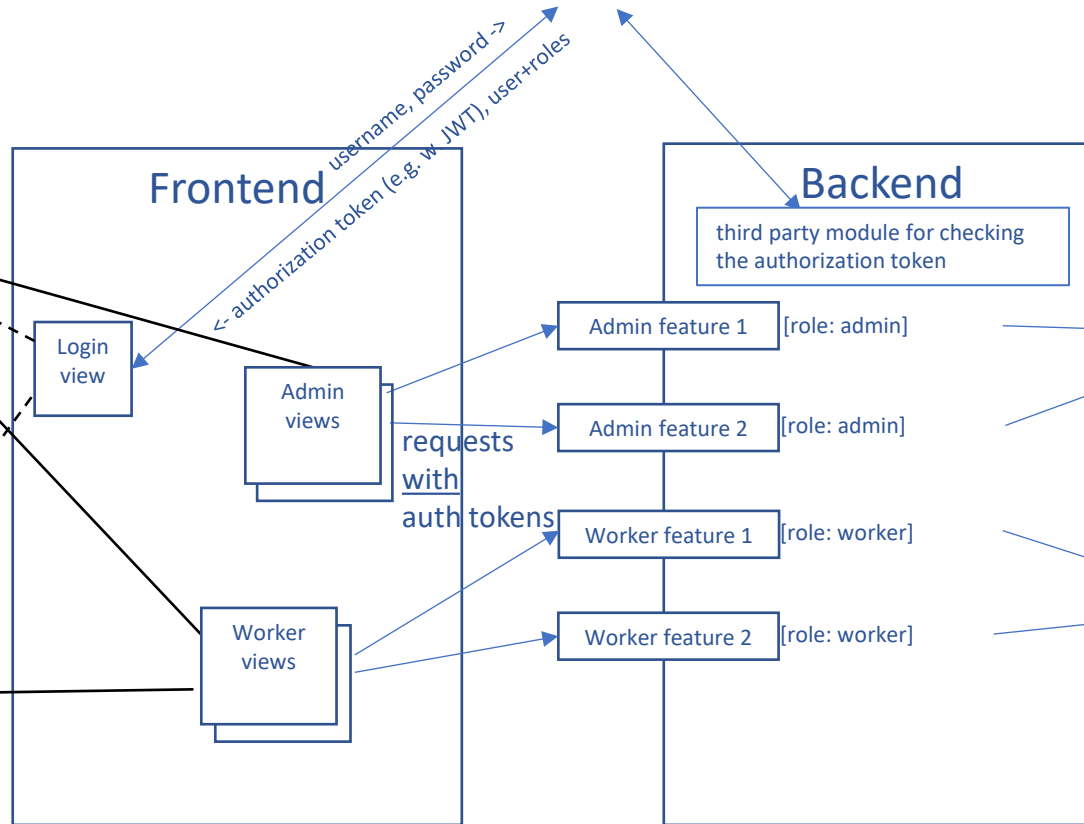 username, password ->
<- authorization token (e.g. w. JWT), user+roles
Frontend
Backend
third party module for checking
the authorization token
Login
view
Admin
views
requests
with
auth tokens
Worker
views
Admin feature 1
[role: admin]
Admin feature 2
[role: admin]
Worker feature 1
[role: worker]
Worker feature 2
[role: worker]